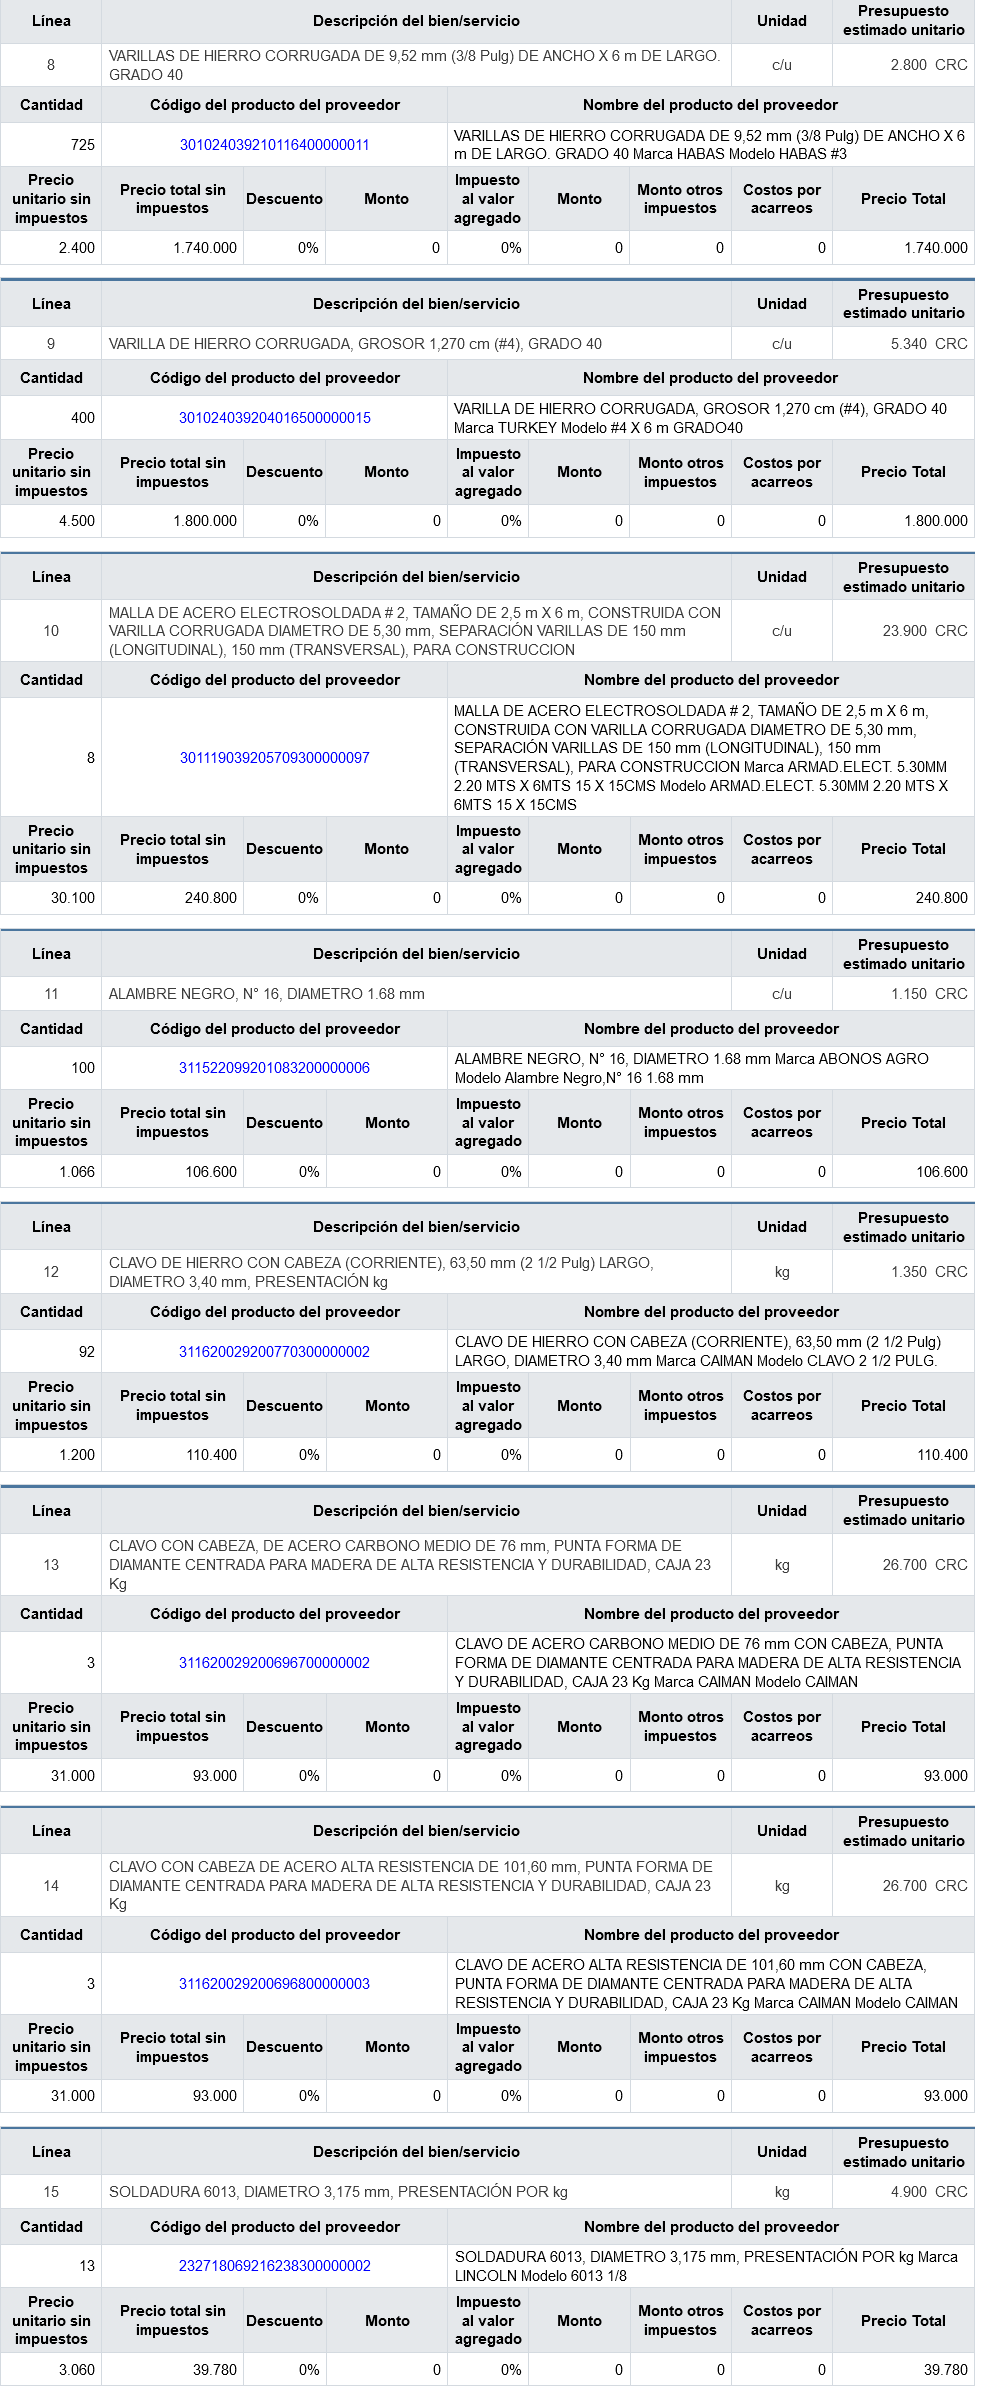 Línea Descripción del bien/servicio Unidad Presupuesto estimado unitario
8 VARILLAS DE HIERRO CORRUGADA DE 9,52 mm (3/8 Pulg) DE ANCHO X 6 m DE LARGO. GRADO 40 c/u 2.800 CRC
Cantidad Código del producto del proveedor Nombre del producto del proveedor
725 301024039210116400000011 VARILLAS DE HIERRO CORRUGADA DE 9,52 mm (3/8 Pulg) DE ANCHO X 6 m DE LARGO. GRADO 40 Marca HABAS Modelo HABAS #3
Precio unitario sin impuestos Precio total sin impuestos Descuento Monto Impuesto al valor agregado Monto Monto otros impuestos Costos por acarreos Precio Total
2.400 1.740.000 0% 0 0% 0 0 0 1.740.000
Línea Descripción del bien/servicio Unidad Presupuesto estimado unitario
9 VARILLA DE HIERRO CORRUGADA, GROSOR 1,270 cm (#4), GRADO 40 c/u 5.340 CRC
Cantidad Código del producto del proveedor Nombre del producto del proveedor
400 301024039204016500000015 VARILLA DE HIERRO CORRUGADA, GROSOR 1,270 cm (#4), GRADO 40 Marca TURKEY Modelo #4 X 6 m GRADO40
Precio unitario sin impuestos Precio total sin impuestos Descuento Monto Impuesto al valor agregado Monto Monto otros impuestos Costos por acarreos Precio Total
4.500 1.800.000 0% 0 0% 0 0 0 1.800.000
Línea Descripción del bien/servicio Unidad Presupuesto estimado unitario
10 MALLA DE ACERO ELECTROSOLDADA # 2, TAMAÑO DE 2,5 m X 6 m, CONSTRUIDA CON VARILLA CORRUGADA DIAMETRO DE 5,30 mm, SEPARACIÓN VARILLAS DE 150 mm (LONGITUDINAL), 150 mm (TRANSVERSAL), PARA CONSTRUCCION c/u 23.900 CRC
Cantidad Código del producto del proveedor Nombre del producto del proveedor
8 301119039205709300000097 MALLA DE ACERO ELECTROSOLDADA # 2, TAMAÑO DE 2,5 m X 6 m, CONSTRUIDA CON VARILLA CORRUGADA DIAMETRO DE 5,30 mm, SEPARACIÓN VARILLAS DE 150 mm (LONGITUDINAL), 150 mm (TRANSVERSAL), PARA CONSTRUCCION Marca ARMAD.ELECT. 5.30MM 2.20 MTS X 6MTS 15 X 15CMS Modelo ARMAD.ELECT. 5.30MM 2.20 MTS X 6MTS 15 X 15CMS
Precio unitario sin impuestos Precio total sin impuestos Descuento Monto Impuesto al valor agregado Monto Monto otros impuestos Costos por acarreos Precio Total
30.100 240.800 0% 0 0% 0 0 0 240.800
Línea Descripción del bien/servicio Unidad Presupuesto estimado unitario
11 ALAMBRE NEGRO, N° 16, DIAMETRO 1.68 mm c/u 1.150 CRC
Cantidad Código del producto del proveedor Nombre del producto del proveedor
100 311522099201083200000006 ALAMBRE NEGRO, N° 16, DIAMETRO 1.68 mm Marca ABONOS AGRO Modelo Alambre Negro,N° 16 1.68 mm
Precio unitario sin impuestos Precio total sin impuestos Descuento Monto Impuesto al valor agregado Monto Monto otros impuestos Costos por acarreos Precio Total
1.066 106.600 0% 0 0% 0 0 0 106.600
Línea Descripción del bien/servicio Unidad Presupuesto estimado unitario
12 CLAVO DE HIERRO CON CABEZA (CORRIENTE), 63,50 mm (2 1/2 Pulg) LARGO, DIAMETRO 3,40 mm, PRESENTACIÓN kg kg 1.350 CRC
Cantidad Código del producto del proveedor Nombre del producto del proveedor
92 311620029200770300000002 CLAVO DE HIERRO CON CABEZA (CORRIENTE), 63,50 mm (2 1/2 Pulg) LARGO, DIAMETRO 3,40 mm Marca CAIMAN Modelo CLAVO 2 1/2 PULG.
Precio unitario sin impuestos Precio total sin impuestos Descuento Monto Impuesto al valor agregado Monto Monto otros impuestos Costos por acarreos Precio Total
1.200 110.400 0% 0 0% 0 0 0 110.400
Línea Descripción del bien/servicio Unidad Presupuesto estimado unitario
13 CLAVO CON CABEZA, DE ACERO CARBONO MEDIO DE 76 mm, PUNTA FORMA DE DIAMANTE CENTRADA PARA MADERA DE ALTA RESISTENCIA Y DURABILIDAD, CAJA 23 Kg kg 26.700 CRC
Cantidad Código del producto del proveedor Nombre del producto del proveedor
3 311620029200696700000002 CLAVO DE ACERO CARBONO MEDIO DE 76 mm CON CABEZA, PUNTA FORMA DE DIAMANTE CENTRADA PARA MADERA DE ALTA RESISTENCIA Y DURABILIDAD, CAJA 23 Kg Marca CAIMAN Modelo CAIMAN
Precio unitario sin impuestos Precio total sin impuestos Descuento Monto Impuesto al valor agregado Monto Monto otros impuestos Costos por acarreos Precio Total
31.000 93.000 0% 0 0% 0 0 0 93.000
Línea Descripción del bien/servicio Unidad Presupuesto estimado unitario
14 CLAVO CON CABEZA DE ACERO ALTA RESISTENCIA DE 101,60 mm, PUNTA FORMA DE DIAMANTE CENTRADA PARA MADERA DE ALTA RESISTENCIA Y DURABILIDAD, CAJA 23 Kg kg 26.700 CRC
Cantidad Código del producto del proveedor Nombre del producto del proveedor
3 311620029200696800000003 CLAVO DE ACERO ALTA RESISTENCIA DE 101,60 mm CON CABEZA, PUNTA FORMA DE DIAMANTE CENTRADA PARA MADERA DE ALTA RESISTENCIA Y DURABILIDAD, CAJA 23 Kg Marca CAIMAN Modelo CAIMAN
Precio unitario sin impuestos Precio total sin impuestos Descuento Monto Impuesto al valor agregado Monto Monto otros impuestos Costos por acarreos Precio Total
31.000 93.000 0% 0 0% 0 0 0 93.000
Línea Descripción del bien/servicio Unidad Presupuesto estimado unitario
15 SOLDADURA 6013, DIAMETRO 3,175 mm, PRESENTACIÓN POR kg kg 4.900 CRC
Cantidad Código del producto del proveedor Nombre del producto del proveedor
13 232718069216238300000002 SOLDADURA 6013, DIAMETRO 3,175 mm, PRESENTACIÓN POR kg Marca LINCOLN Modelo 6013 1/8
Precio unitario sin impuestos Precio total sin impuestos Descuento Monto Impuesto al valor agregado Monto Monto otros impuestos Costos por acarreos Precio Total
3.060 39.780 0% 0 0% 0 0 0 39.780